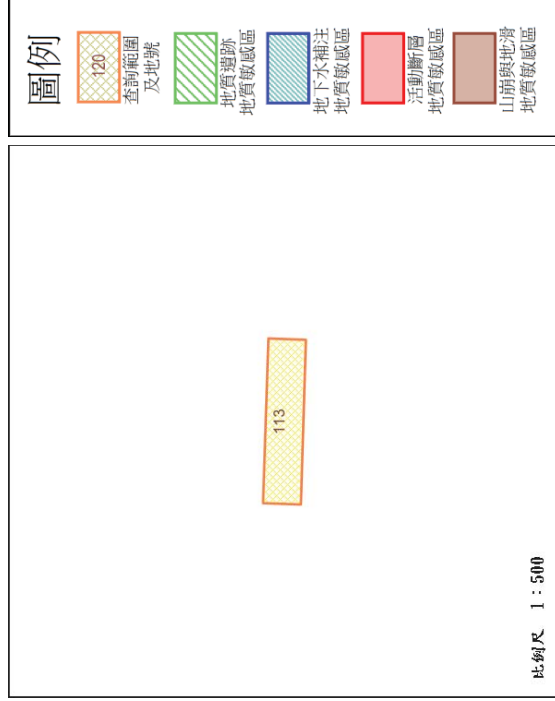 圖例
120
查詢範圍
及地號
地質遺跡
地質敏感區
地下水補注
地質敏感區
活動斷層
地質敏感區
山崩與地滑
地質敏感區
113
比例尺 1：500